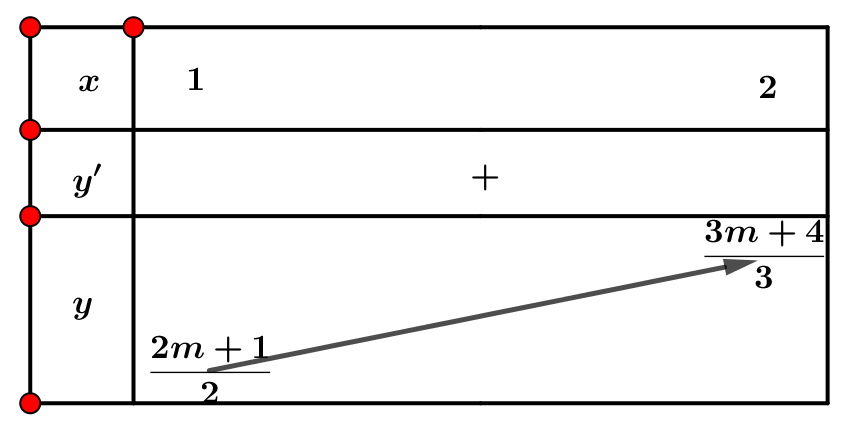 x 1 2
y′ +
y
3m + 4
3
2m + 1
2